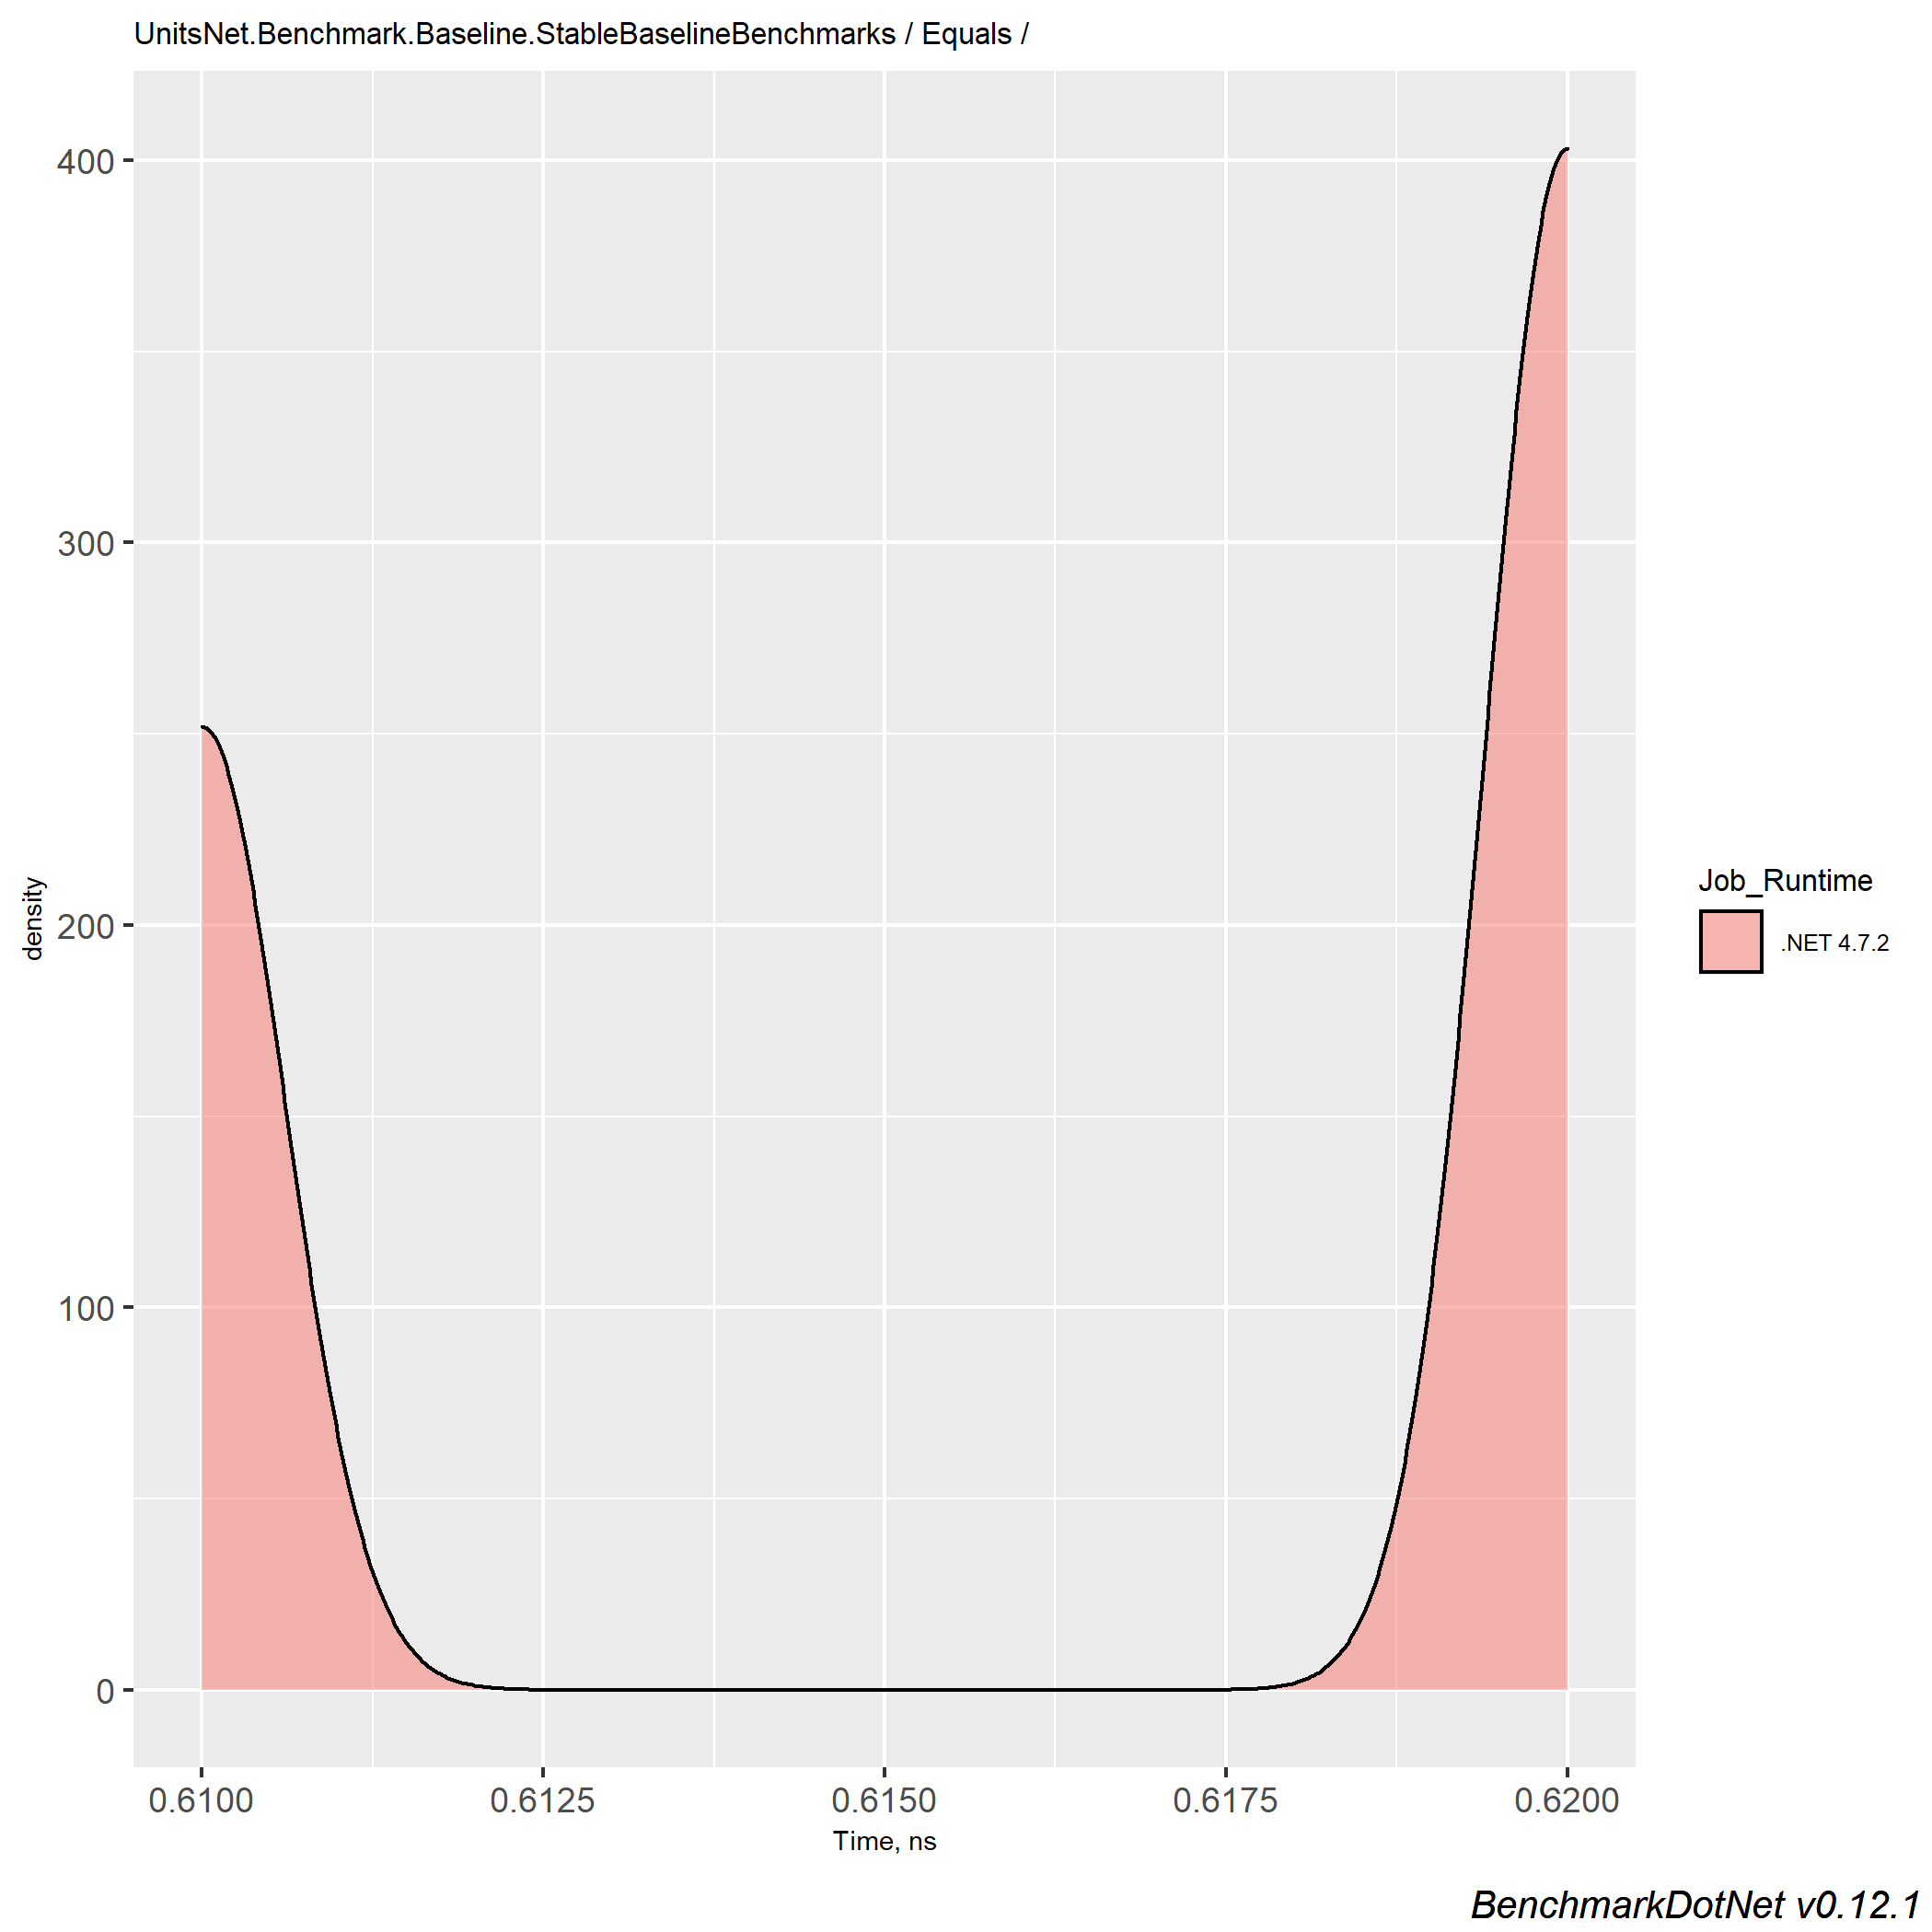 UnitsNet.Benchmark.Baseline.StableBaselineBenchmarks / Equals /
400
300
200
100
0
density
0.6100 0.6125 0.6150 0.6175 0.6200
Time, ns
Job_Runtime
.NET 4.7.2
BenchmarkDotNet v0.12.1